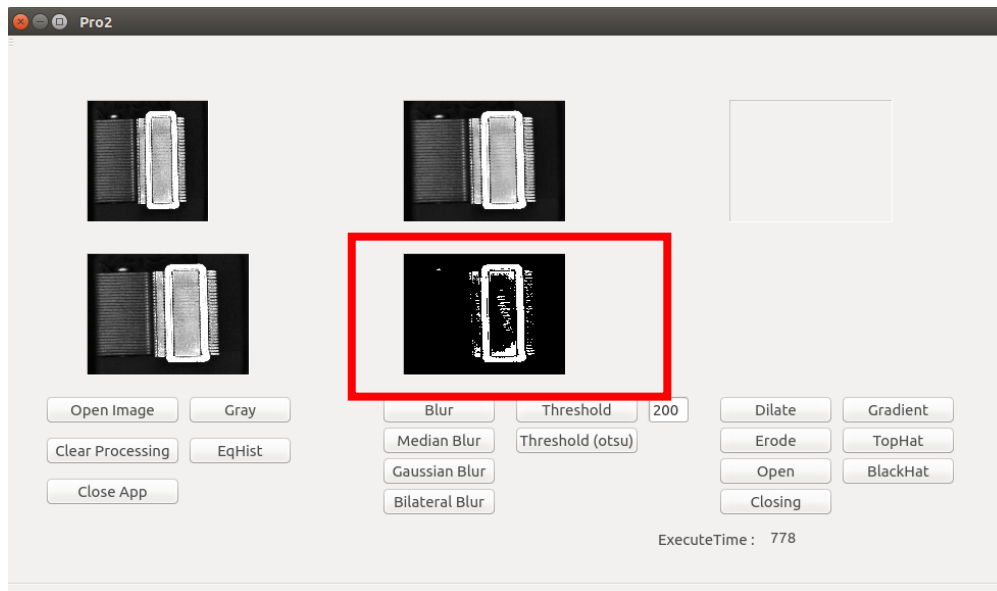 Pro2
Open Image Gray Blur Threshold 200 Dilate Gradient
Clear Processing EqHist Median Blur Threshold (otsu) Erode TopHat
Close App Gaussian Blur Open BlackHat
Bilateral Blur Closing
ExecuteTime : 778